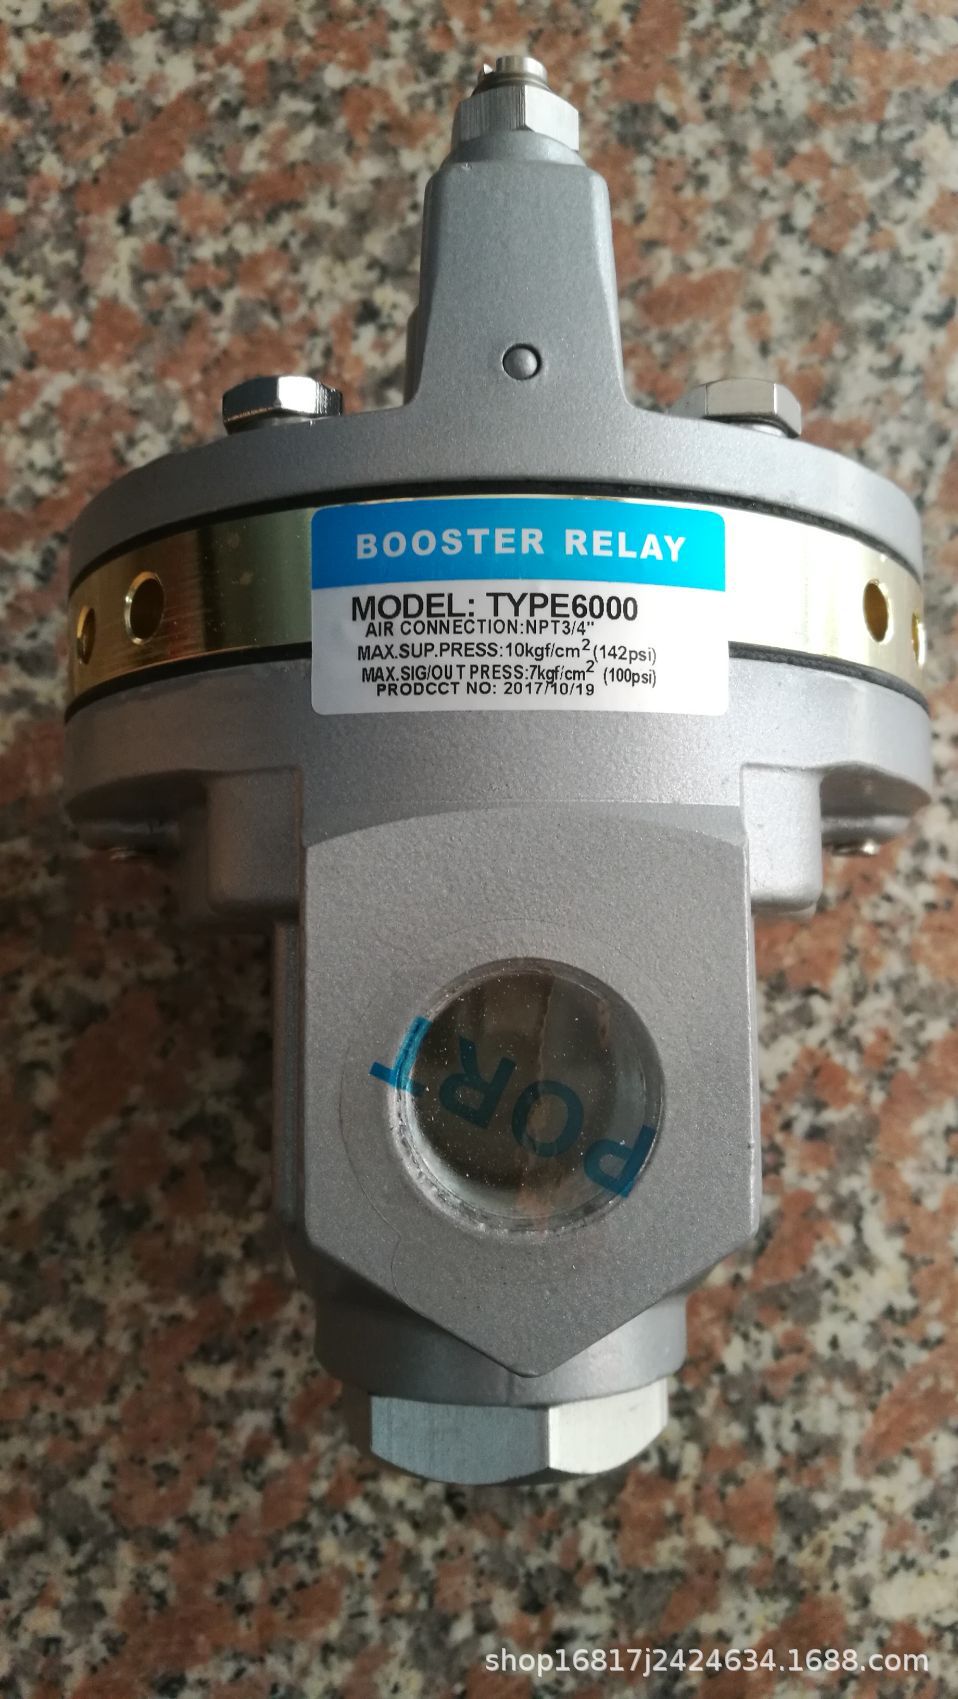 BOOSTER RELAY
MODEL: TYPE6000
AIR CONNECTION:NPT3/4"
MAX.SUP.PRESS:10kgf/cm²(142psi)
MAX.SIG/OUT PRESS:7kgf/cm² (100psi)
PRODCCT NO: 2017/10/19
PORT
shop16817j2424634.1688.com